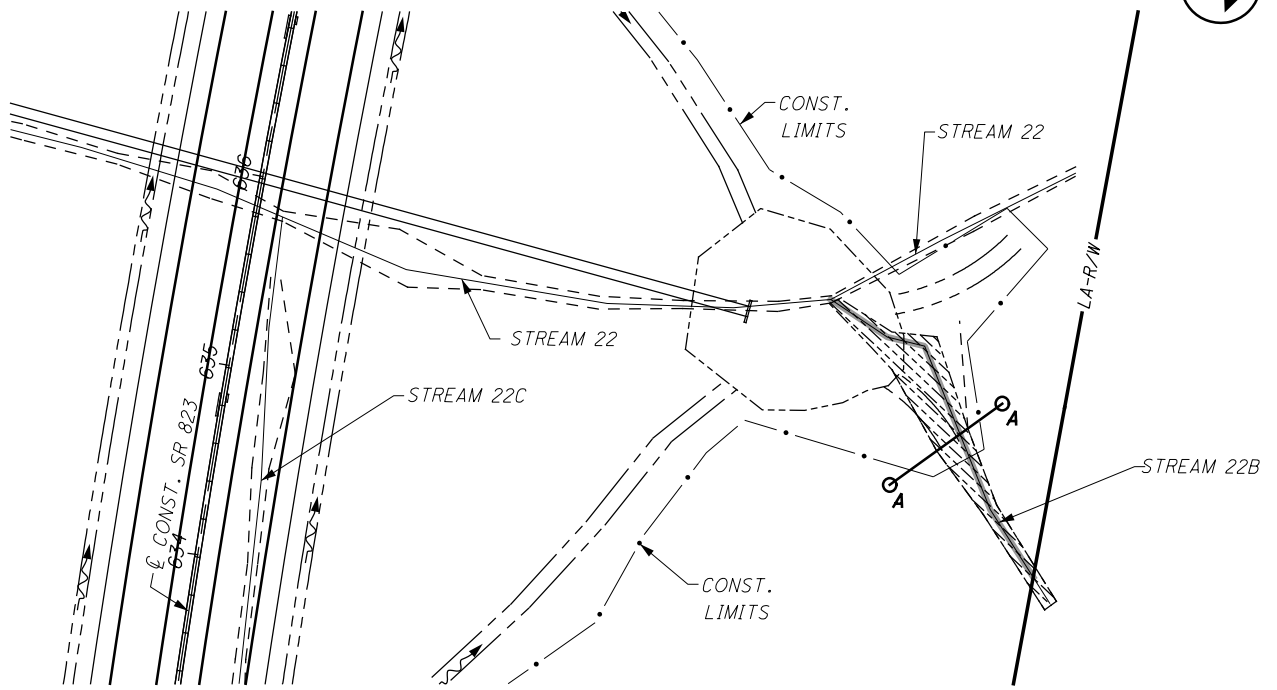 CONST.
LIMITS
STREAM 22
636
LA-R/W
STREAM 22
635
STREAM 22C
A
℄ CONST. SR 823
STREAM 22B
A
634
CONST.
LIMITS